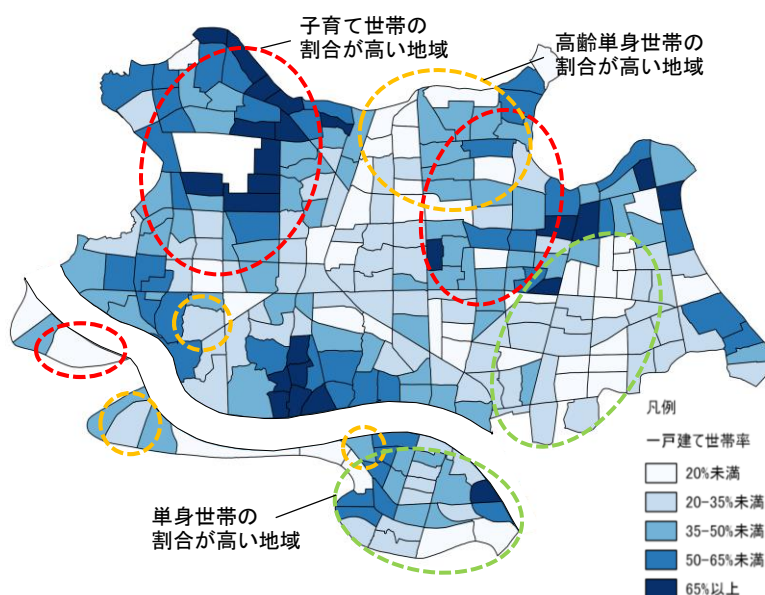 子育て世帯の
割合が高い地域
高齢単身世帯の
割合が高い地域
単身世帯の
割合が高い地域
凡例
一戸建て世帯率
20%未満
20-35%未満
35-50%未満
50-65%未満
65%以上